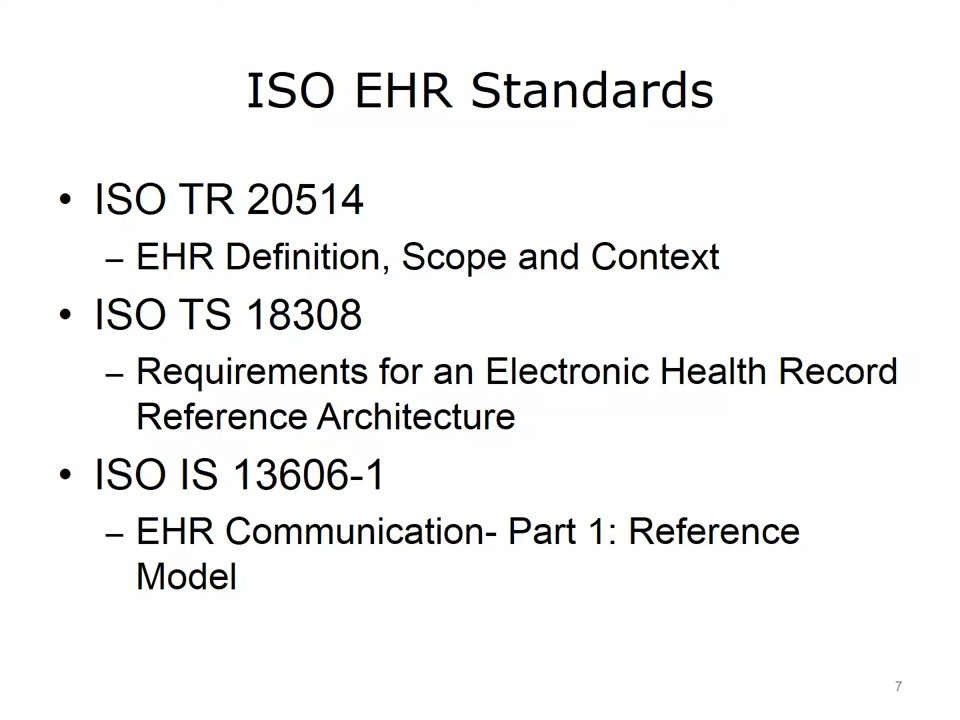 ISO EHR Standards
• ISO TR 20514
– EHR Definition, Scope and Context
• ISO TS 18308
– Requirements for an Electronic Health Record
Reference Architecture
• ISO IS 13606-1
– EHR Communication- Part 1: Reference
Model
7